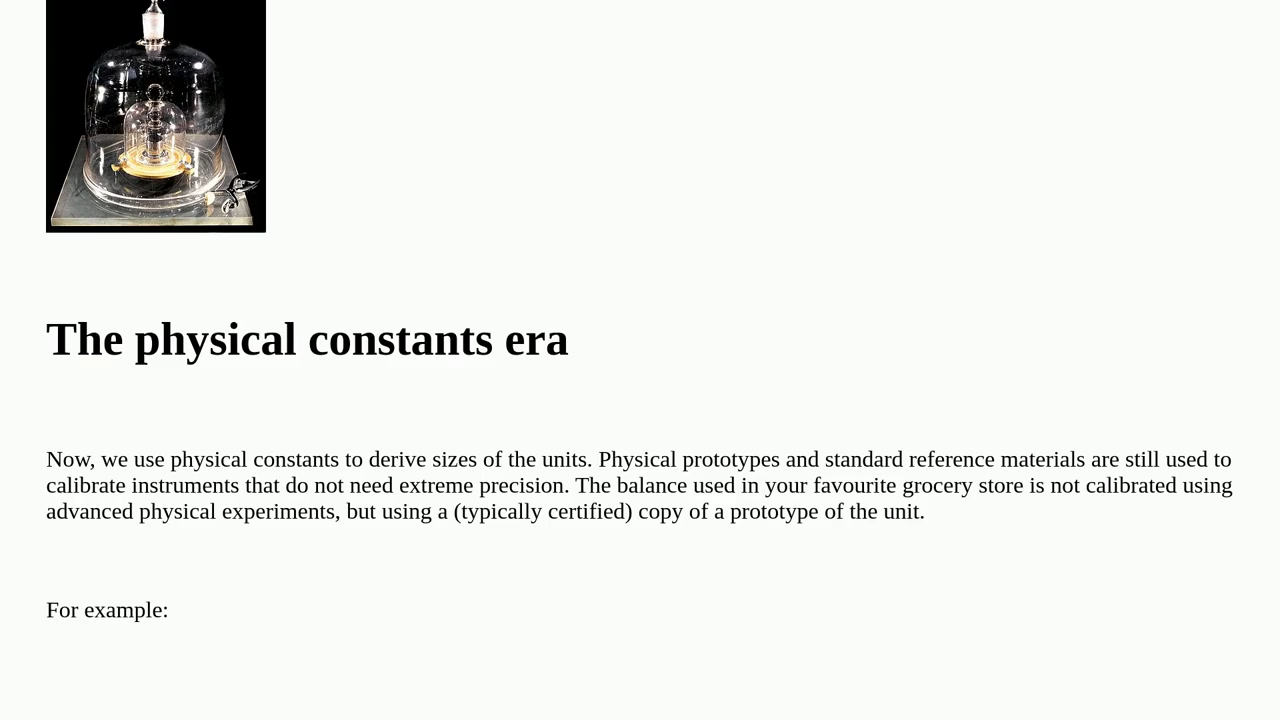 The physical constants era
Now, we use physical constants to derive sizes of the units. Physical prototypes and standard reference materials are still used to
calibrate instruments that do not need extreme precision. The balance used in your favourite grocery store is not calibrated using
advanced physical experiments, but using a (typically certified) copy of a prototype of the unit.
For example: